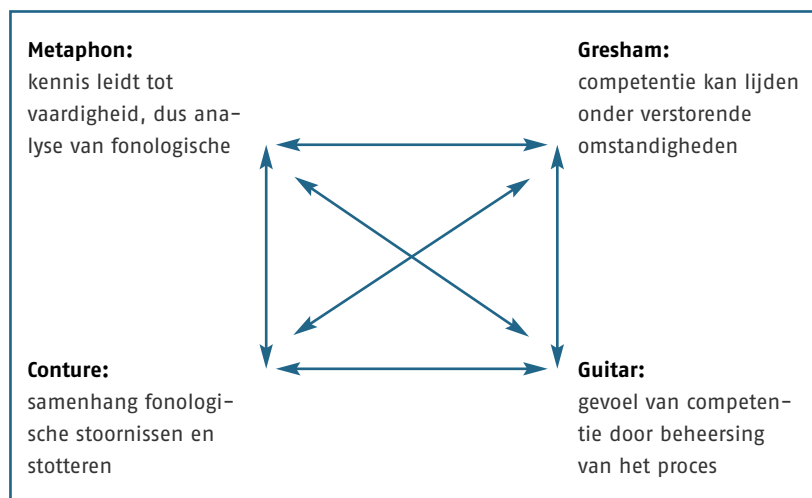 Metaphon:
kennis leidt tot
vaardigheid, dus ana-
lyse van fonologische
Gresham:
competentie kan lijden
onder verstorende
omstandigheden
Conture:
samenhang fonologi-
sche stoornissen en
stotteren
Guitar:
gevoel van competen-
tie door beheersing
van het proces